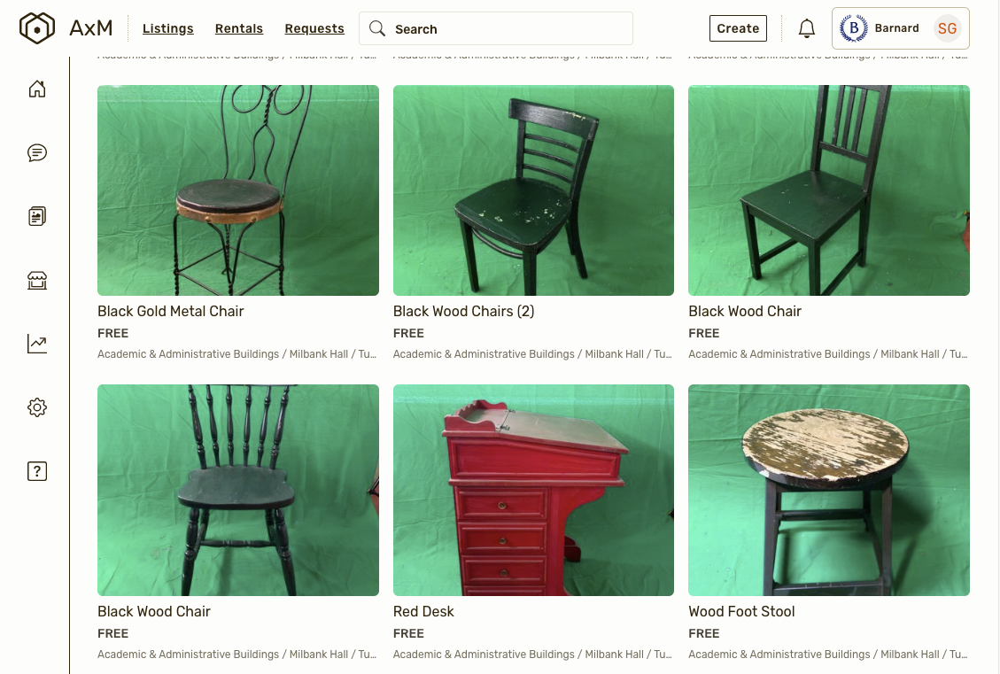 AxM
Listings
Rentals
Requests
Search
Create
B
Barnard
SG
Academic & Administrative Buildings / Milbank Hall / Tu...
Academic & Administrative Buildings / Milbank Hall / Tu...
Academic & Administrative Buildings / Milbank Hall / Tu...
Black Gold Metal Chair
FREE
Academic & Administrative Buildings / Milbank Hall / Tu...
Black Wood Chairs (2)
FREE
Academic & Administrative Buildings / Milbank Hall / Tu...
Black Wood Chair
FREE
Academic & Administrative Buildings / Milbank Hall / Tu...
?
Black Wood Chair
FREE
Academic & Administrative Buildings / Milbank Hall / Tu...
Red Desk
FREE
Academic & Administrative Buildings / Milbank Hall / Tu...
Wood Foot Stool
FREE
Academic & Administrative Buildings / Milbank Hall / Tu...